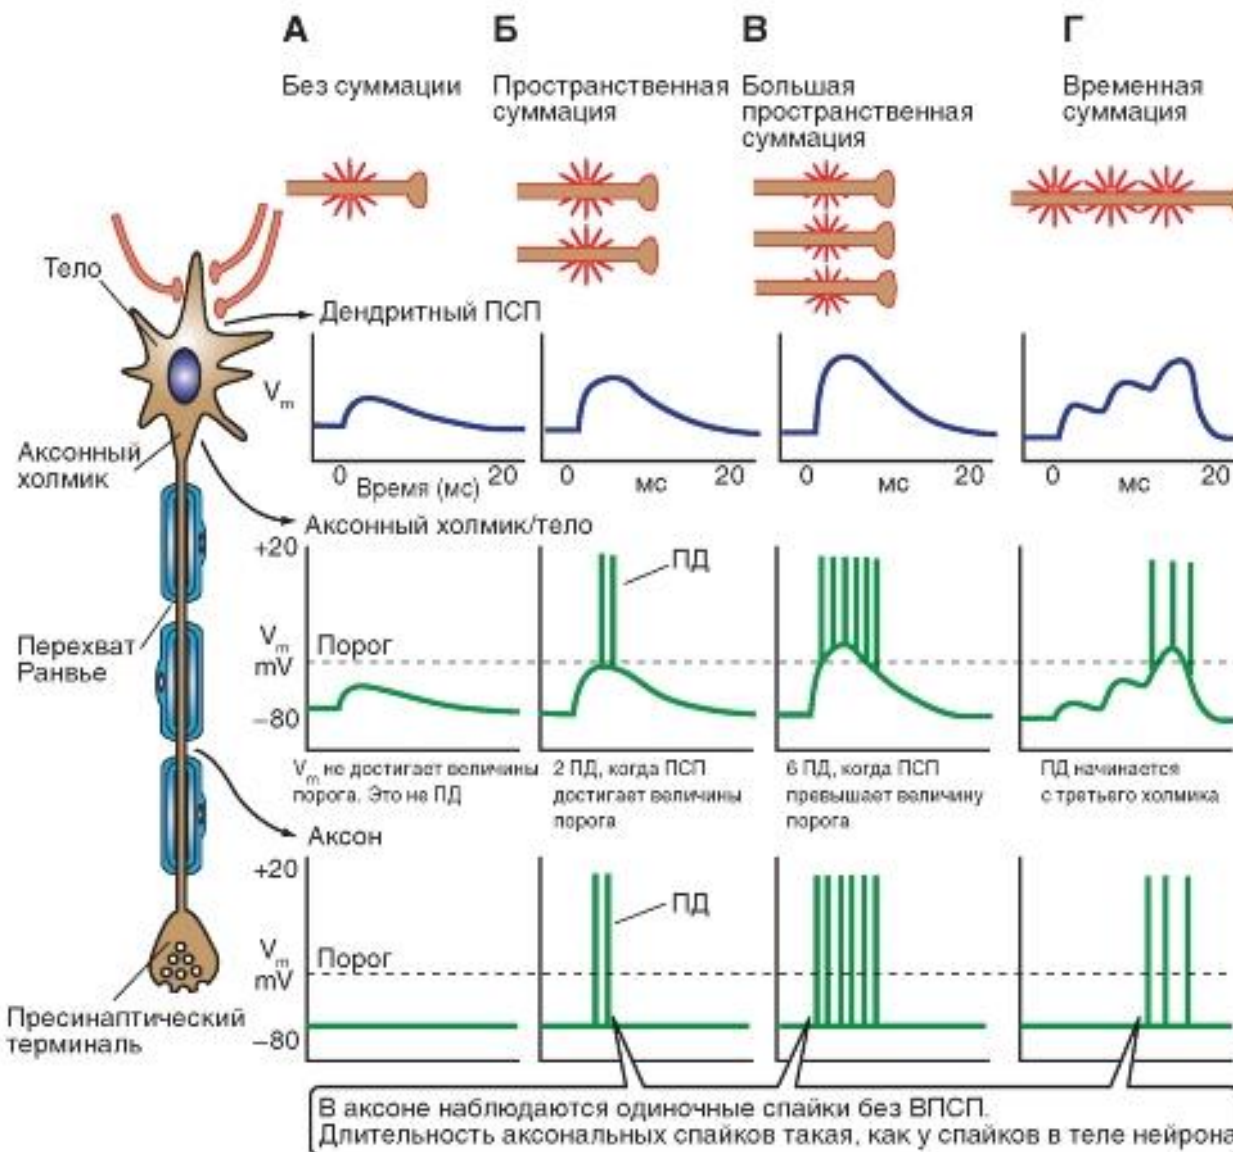 А
Б
В
Г
Без суммации
Пространственная
суммация
Большая
пространственная
суммация
Временная
суммация
Тело
Дендритный ПСП
Vm
0
20
Время (мс)
0
мс
20
0
мс
20
0
мс
20
Аксонный
холмик
Аксонный холмик/тело
+20
Vm
mV
−80
Порог
ПД
Перехват
Ранвье
Vm не достигает величины
порога. Это не ПД
2 ПД, когда ПСП
достигает величины
порога
6 ПД, когда ПСП
превышает величину
порога
ПД начинается
с третьего холмика
Аксон
+20
Vm
mV
−80
Порог
ПД
Пресинаптический
терминаль
В аксоне наблюдаются одиночные спайки без ВПСП.
Длительность аксональных спайков такая, как у спайков в теле нейрона